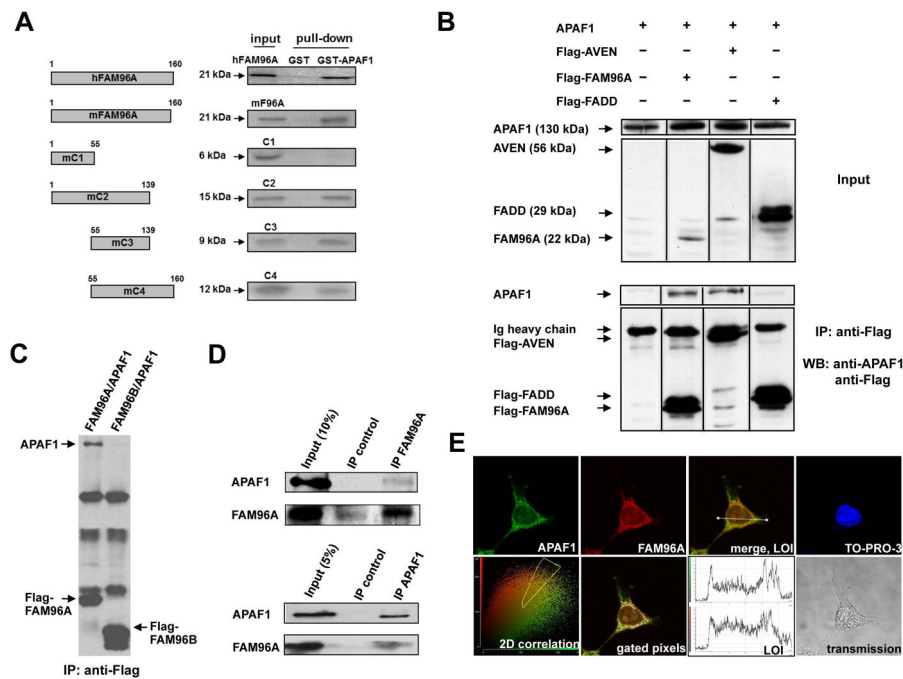 A
input pull-down
hFAM96A GST GST-APAF1
1 160
hFAM96A
21 kDa
1 160
mFAM96A
mF96A
21 kDa
1 55
mC1
C1
6 kDa
1 139
mC2
C2
15 kDa
55 139
mC3
C3
9 kDa
55 160
mC4
C4
12 kDa
B
APAF1 + + + +
Flag-AVEN – – + –
Flag-FAM96A – + – –
Flag-FADD – – – +
APAF1 (130 kDa)
AVEN (56 kDa)
Input
FADD (29 kDa)
FAM96A (22 kDa)
APAF1
Ig heavy chain
IP: anti-Flag
Flag-AVEN
WB: anti-APAF1
anti-Flag
Flag-FADD
Flag-FAM96A
C
FAM96A/APAF1
FAM96B/APAF1
APAF1
Flag-
FAM96A
Flag-
FAM96B
IP: anti-Flag
D
Input (10%)
IP control
IP FAM96A
APAF1
FAM96A
Input (5%)
IP control
IP APAF1
APAF1
FAM96A
E
APAF1
FAM96A
merge, LOI
TO-PRO-3
2D correlation
gated pixels
LOI
transmission